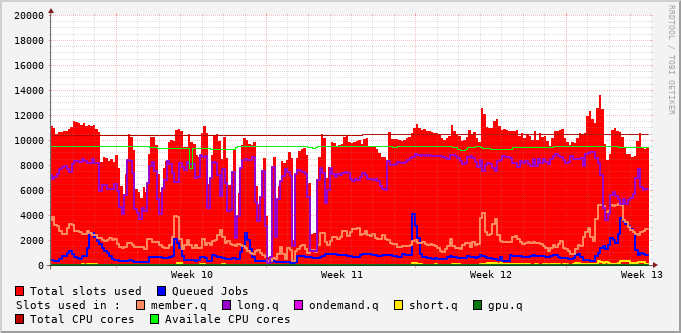 20000
18000
16000
14000
12000
10000
8000
6000
4000
2000
0
Week 10 Week 11 Week 12 Week 13
Total slots used Queued Jobs
Slots used in : member.q long.q ondemand.q short.q gpu.q
Total CPU cores Availale CPU cores
RRDTOOL / TOBI OETIKER